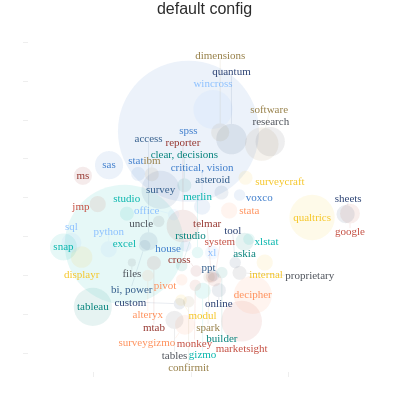 default config
dimensions
quantum
wincross
software
research
access
spss
reporter
clear, decisions
statibm
sas
critical, vision
asteroid
ms
survey
surveycraft
studio
merlin
voxco
sheets
jmp
office
stata
qualtrics
uncle
telmar
sql
python
rstudio
tool
google
snap
excel
system
house
xl
xlstat
askia
cross
displayr
files
ppt
internal
proprietary
bi, power
pivot
decipher
custom
online
tableau
alteryx
modul
mtab
spark
builder
surveygizmo
monkey
marketsight
tables
gizmo
confirmit